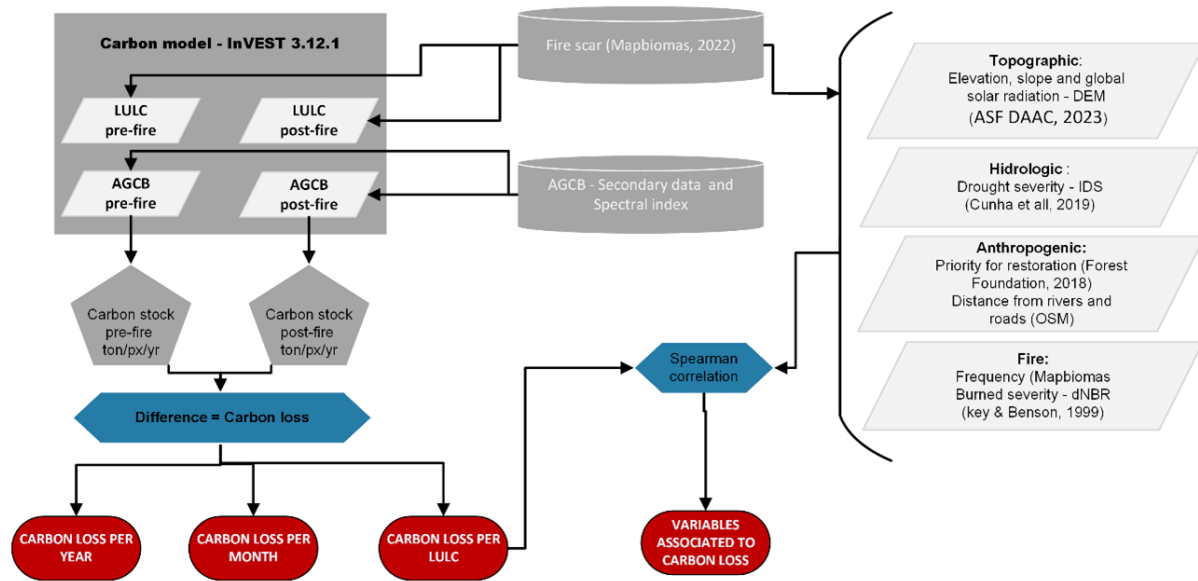 Carbon model - InVEST 3.12.1
Fire scar (Mapbiomas, 2022)
LULC
pre-fire
LULC
post-fire
AGCB
pre-fire
AGCB
post-fire
AGCB - Secondary data and
Spectral index
Carbon stock
pre-fire
ton/px/yr
Carbon stock
post-fire
ton/px/yr
Difference = Carbon loss
CARBON LOSS PER
YEAR
CARBON LOSS PER
MONTH
CARBON LOSS PER
LULC
Spearman
correlation
VARIABLES
ASSOCIATED TO
CARBON LOSS
Topographic:
Elevation, slope and global
solar radiation - DEM
(ASF DAAC, 2023)
Hidrologic :
Drought severity - IDS
(Cunha et all, 2019)
Anthropogenic:
Priority for restoration (Forest
Foundation, 2018)
Distance from rivers and
roads (OSM)
Fire:
Frequency (Mapbiomas
Burned severity - dNBR
(key & Benson, 1999)